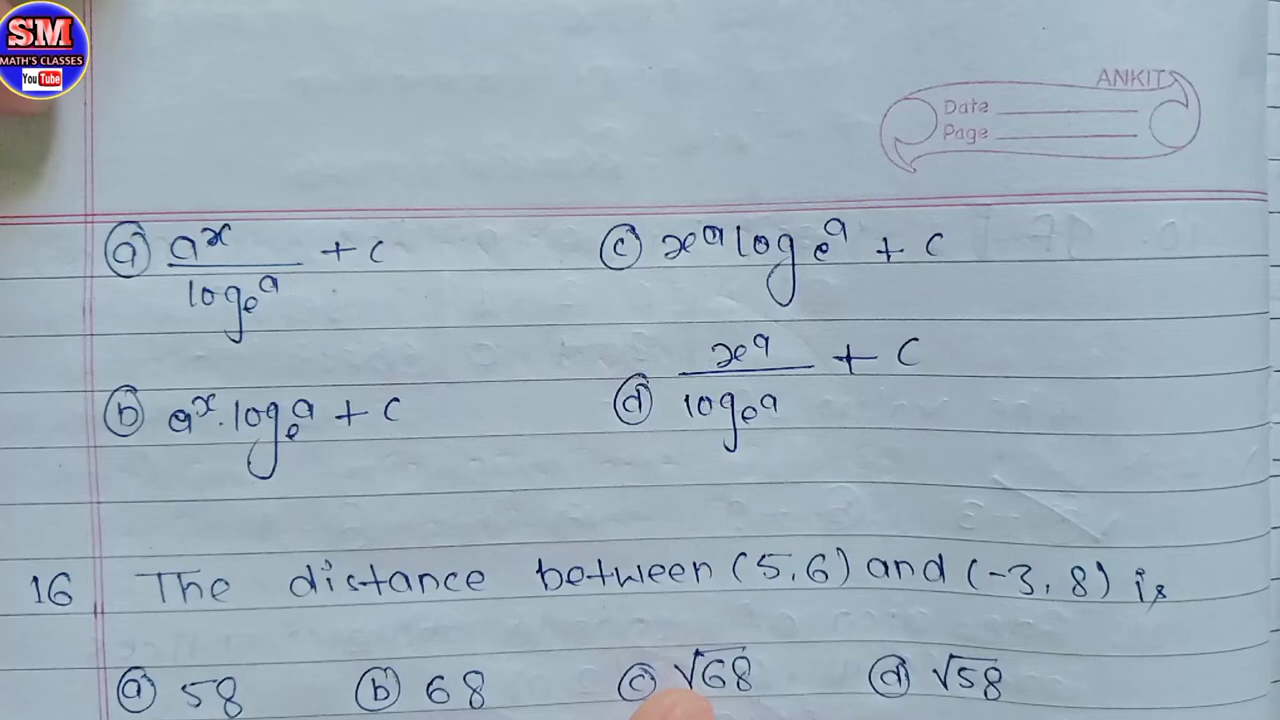 SM
MATH'S CLASSES
YouTube
ANKIT
Date
Page
(a) a^x / log_e a + c
(c) x^a log_e a + c
(b) a^x . log_e a + c
(d) x^a / log_e a + c
16 The distance between (5,6) and (-3,8) is
(a) 58 (b) 68 (c) √68 (d) √58